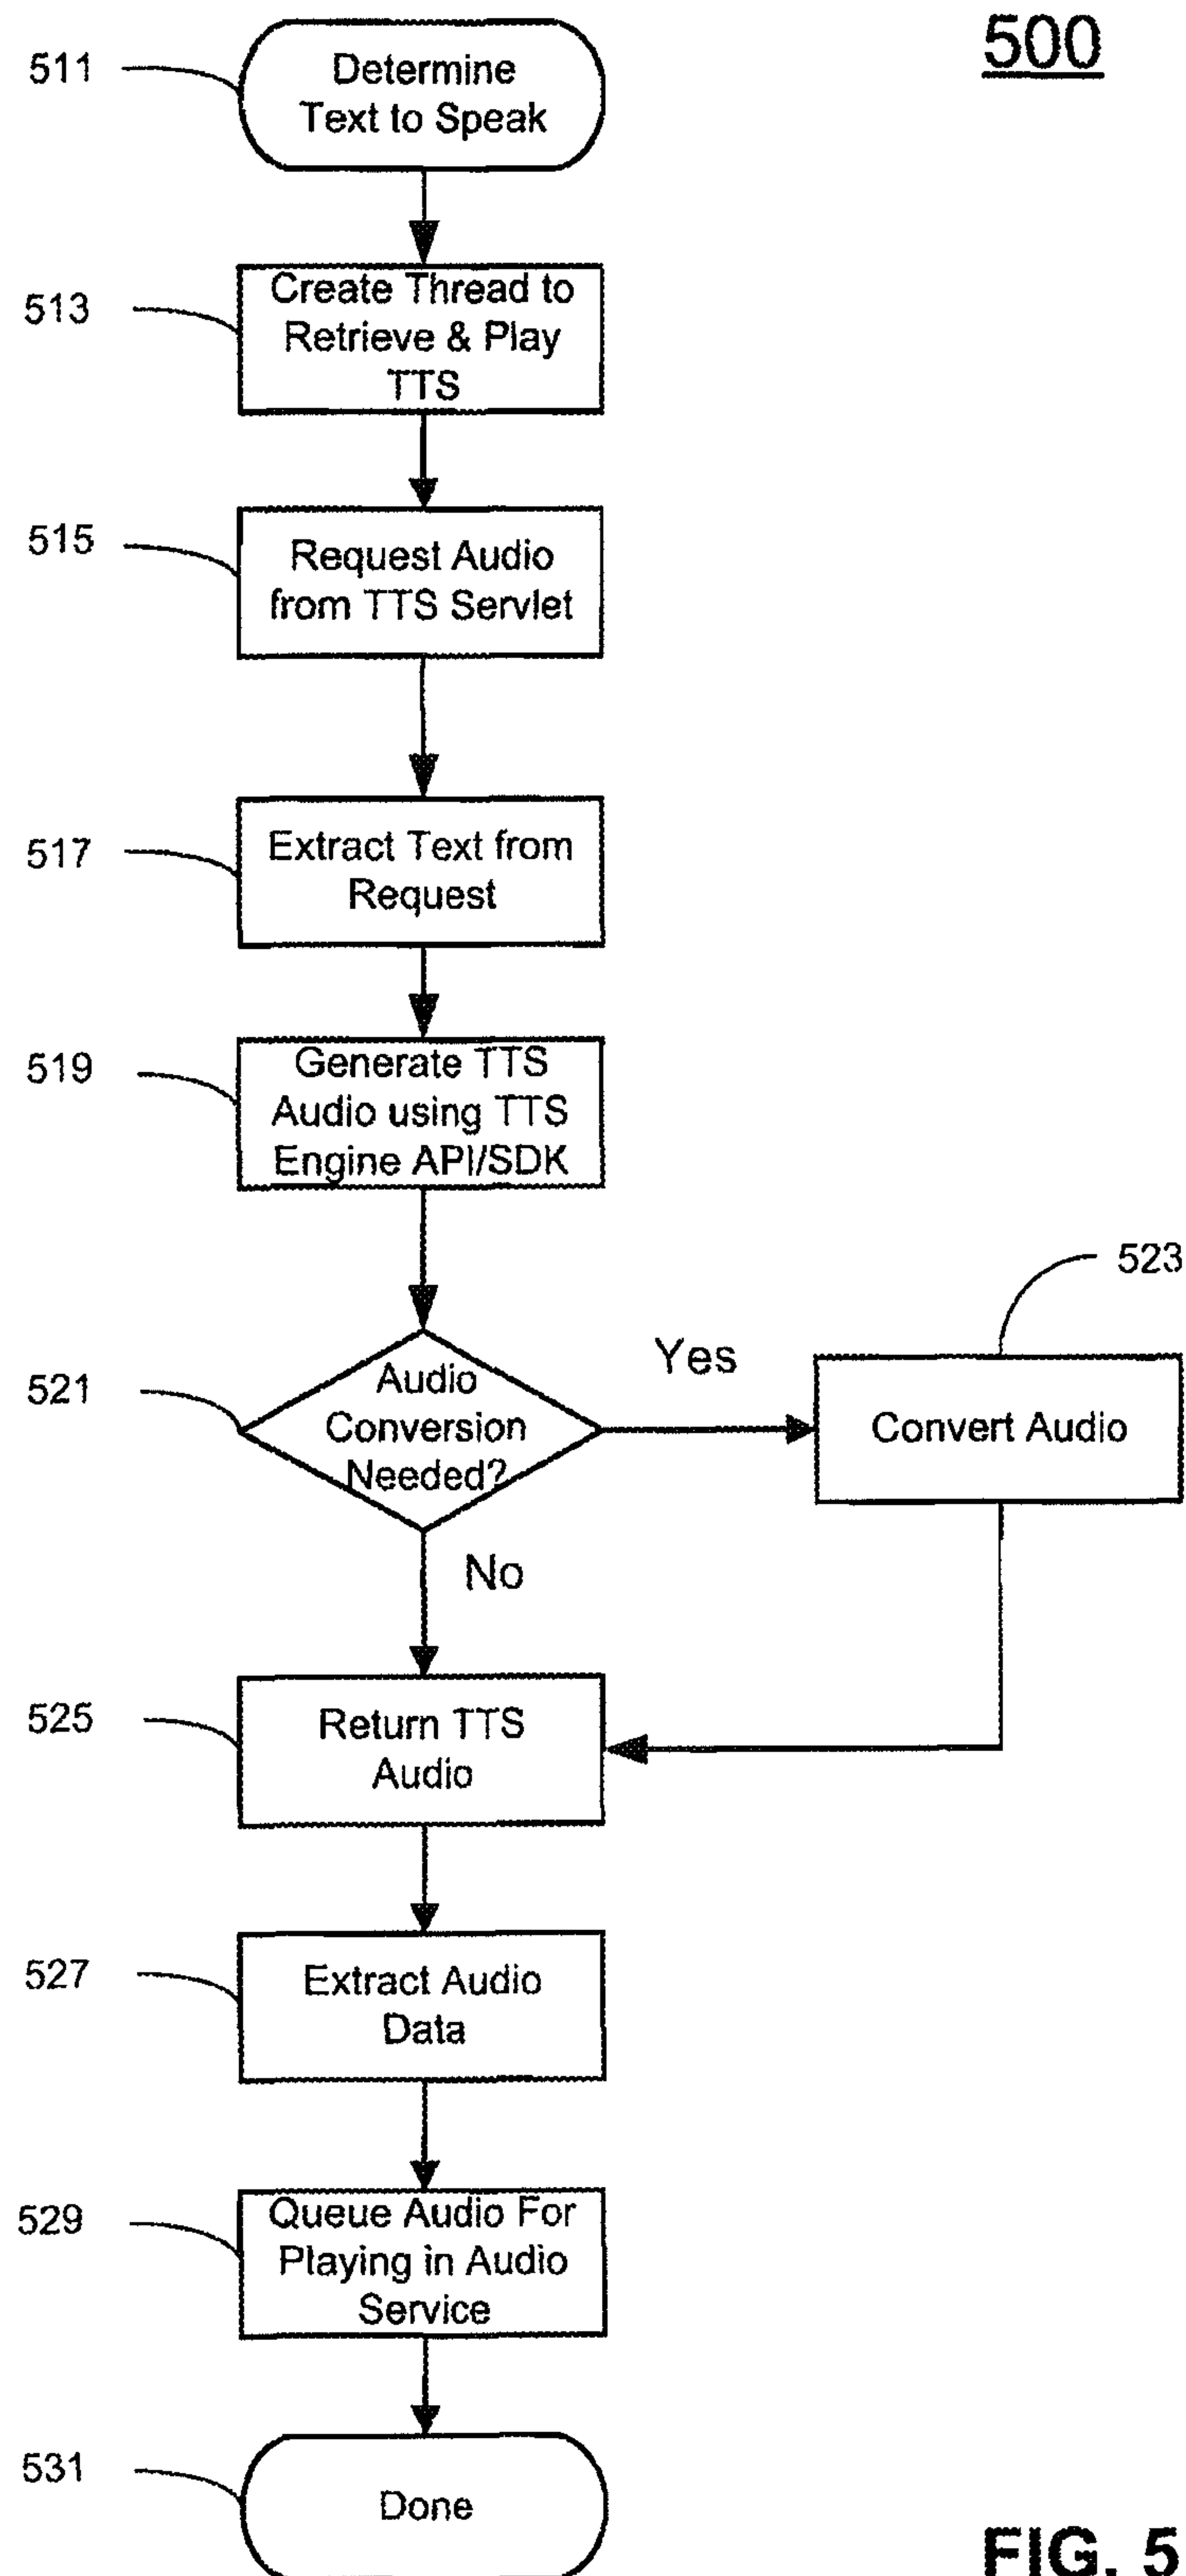 500
511
Determine
Text to Speak
513
Create Thread to
Retrieve & Play
TTS
515
Request Audio
from TTS Servlet
517
Extract Text from
Request
519
Generate TTS
Audio using TTS
Engine API/SDK
521
Audio
Conversion
Needed?
Yes
523
Convert Audio
No
525
Return TTS
Audio
527
Extract Audio
Data
529
Queue Audio For
Playing in Audio
Service
531
Done
FIG. 5